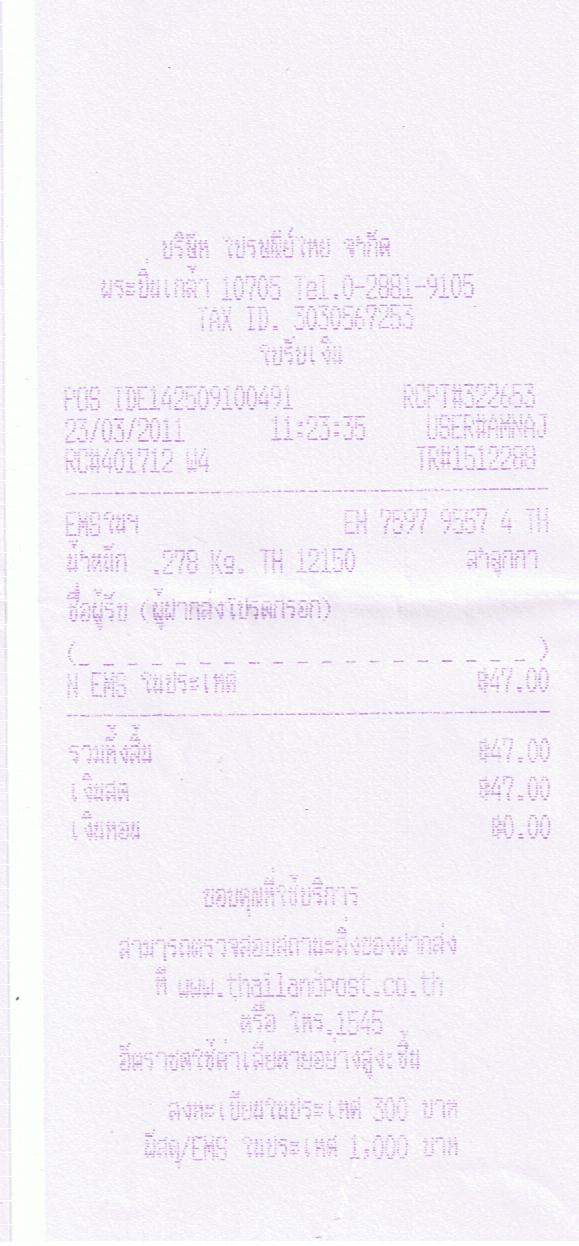 บริษัท ไปรษณีย์ไทย จำกัด
พระปิ่นเกล้า 10705 Tel.0-2881-9105
TAX ID. 3030567253
ใบรับเงิน
POS IDE142509100491 RCPT#322653
23/03/2011 11:23:35 USER#AMNAJ
RC#401712 W4 TR#1512288
EMSในฯ EH 7597 9567 4 TH
น้ำหนัก .278 Kg. TH 12150 ลำลูกกา
ชื่อผู้รับ (ผู้ฝากส่งโปรดกรอก)
(_ _ _ _ _ _ _ _ _ _ _ _ _ _ _ _ _ _ _ _)
N EMS ในประเทศ ฿47.00
รวมทั้งสิ้น ฿47.00
เงินสด ฿47.00
เงินทอน ฿0.00
ขอบคุณที่ใช้บริการ
สามารถตรวจสอบสถานะสิ่งของฝากส่ง
ที่ www.thailandpost.co.th
หรือ โทร.1545
อัตราชดใช้ค่าเสียหายอย่างสูง:ชิ้น
ลงทะเบียนในประเทศ 300 บาท
พัสดุ/EMS ในประเทศ 1,000 บาท